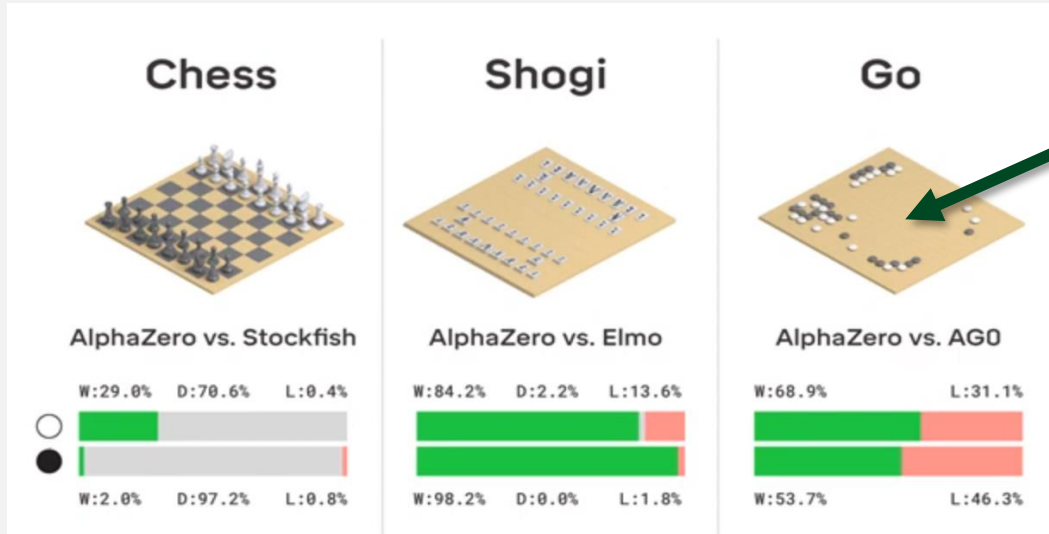 Chess
Shogi
Go
AlphaZero vs. Stockfish
AlphaZero vs. Elmo
AlphaZero vs. AG0
W:29.0% D:70.6% L:0.4%
W:84.2% D:2.2% L:13.6%
W:68.9% L:31.1%
W:2.0% D:97.2% L:0.8%
W:98.2% D:0.0% L:1.8%
W:53.7% L:46.3%